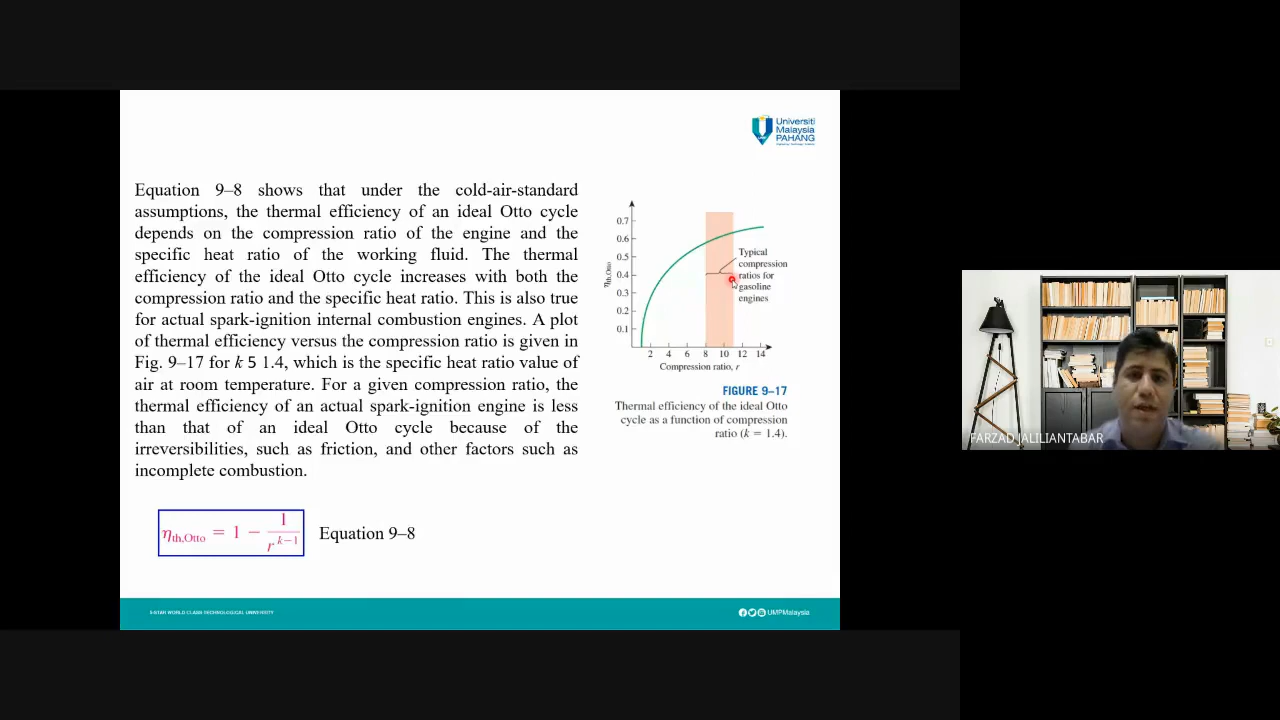 Universiti
Malaysia
PAHANG
Equation 9–8 shows that under the cold-air-standard
assumptions, the thermal efficiency of an ideal Otto cycle
depends on the compression ratio of the engine and the
specific heat ratio of the working fluid. The thermal
efficiency of the ideal Otto cycle increases with both the
compression ratio and the specific heat ratio. This is also true
for actual spark-ignition internal combustion engines. A plot
of thermal efficiency versus the compression ratio is given in
Fig. 9–17 for k 5 1.4, which is the specific heat ratio value of
air at room temperature. For a given compression ratio, the
thermal efficiency of an actual spark-ignition engine is less
than that of an ideal Otto cycle because of the
irreversibilities, such as friction, and other factors such as
incomplete combustion.
ηth,Otto = 1 − 1/r^k−1 Equation 9–8
ηth,Otto
0.7
0.6
0.5
0.4
0.3
0.2
0.1
Typical
compression
ratios for
gasoline
engines
2 4 6 8 10 12 14
Compression ratio, r
FIGURE 9–17
Thermal efficiency of the ideal Otto
cycle as a function of compression
ratio (k = 1.4).
5-STAR WORLD CLASS TECHNOLOGICAL UNIVERSITY
UMPMalaysia
FARZAD JALILIANTABAR